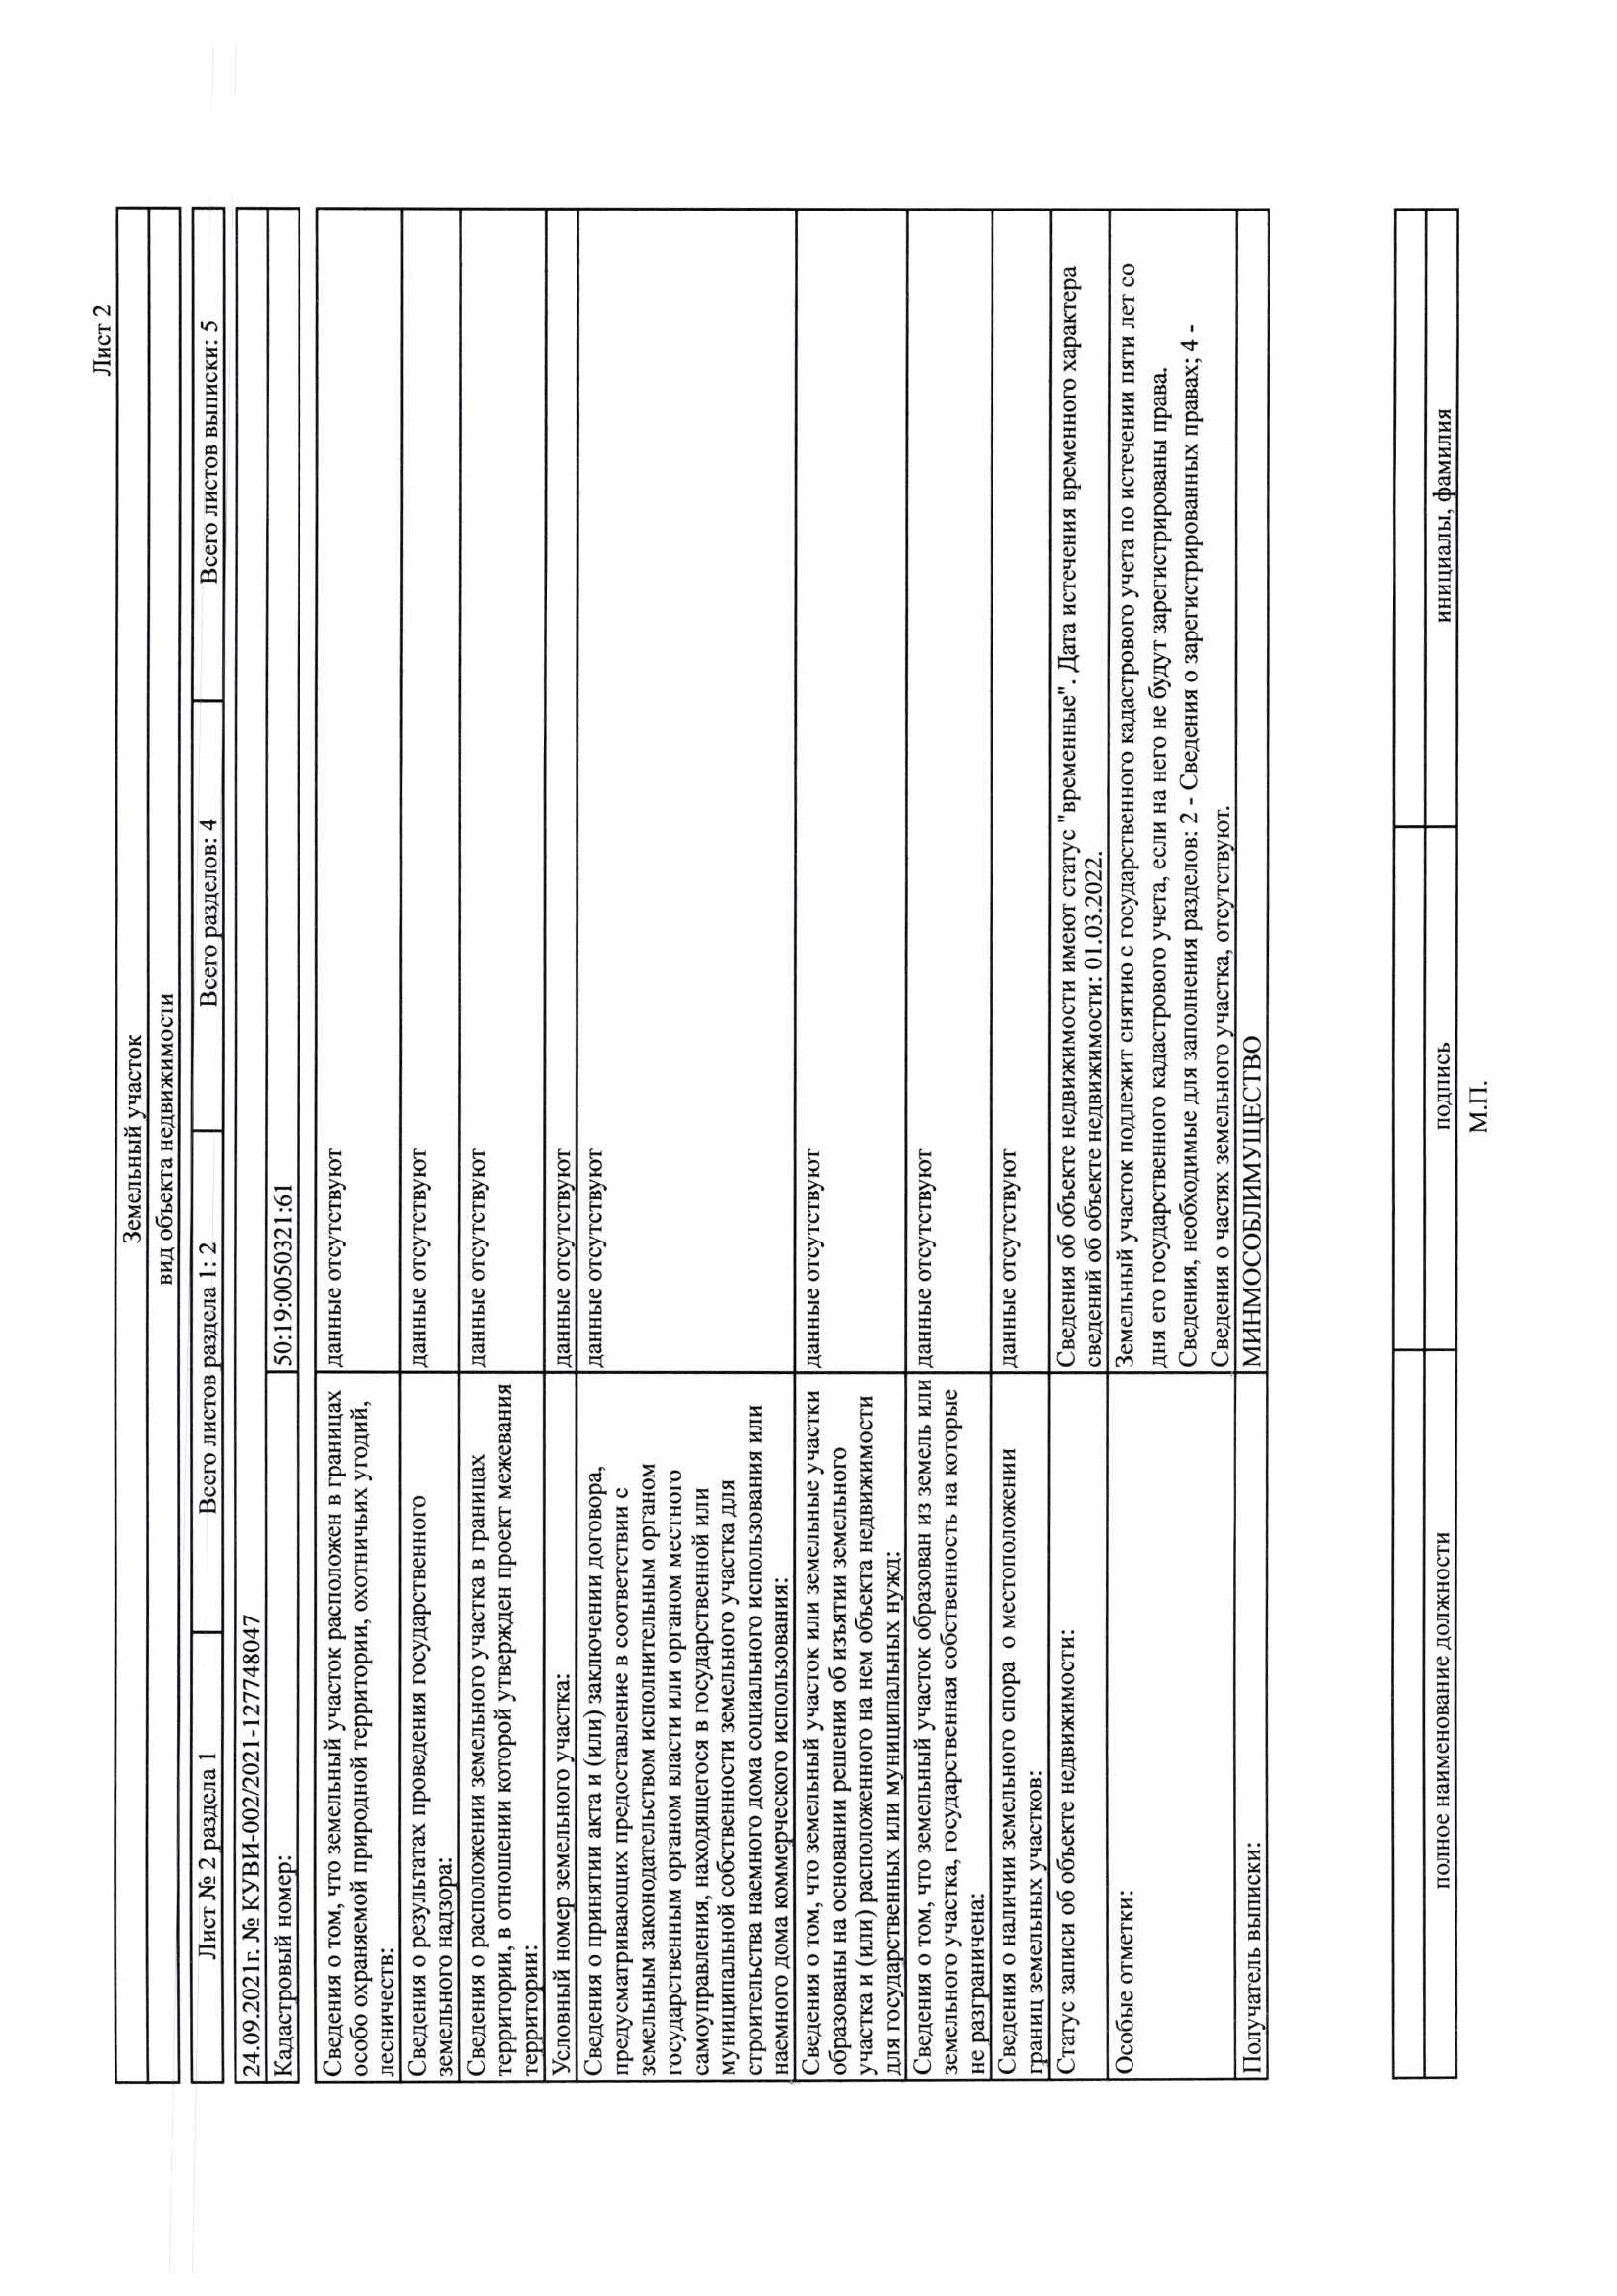 Лист 2
Земельный участок
вид объекта недвижимости
Лист № 2 раздела 1
Всего листов раздела 1: 2
Всего разделов: 4
Всего листов выписки: 5
24.09.2021г. № КУВИ-002/2021-127748047
Кадастровый номер:
50:19:0050321:61
Сведения о том, что земельный участок расположен в границах
особо охраняемой природной территории, охотничьих угодий,
лесничеств:
данные отсутствуют
Сведения о результатах проведения государственного
земельного надзора:
данные отсутствуют
Сведения о расположении земельного участка в границах
территории, в отношении которой утвержден проект межевания
территории:
данные отсутствуют
Условный номер земельного участка:
данные отсутствуют
Сведения о принятии акта и (или) заключении договора,
предусматривающих предоставление в соответствии с
земельным законодательством исполнительным органом
государственным органом власти или органом местного
самоуправления, находящегося в государственной или
муниципальной собственности земельного участка для
строительства наемного дома социального использования или
наемного дома коммерческого использования:
данные отсутствуют
Сведения о том, что земельный участок или земельные участки
образованы на основании решения об изъятии земельного
участка и (или) расположенного на нем объекта недвижимости
для государственных или муниципальных нужд:
данные отсутствуют
Сведения о том, что земельный участок образован из земель или
земельного участка, государственная собственность на которые
не разграничена:
данные отсутствуют
Сведения о наличии земельного спора о местоположении
границ земельных участков:
данные отсутствуют
Статус записи об объекте недвижимости:
Сведения об объекте недвижимости имеют статус "временные". Дата истечения временного характера
сведений об объекте недвижимости: 01.03.2022.
Особые отметки:
Земельный участок подлежит снятию с государственного кадастрового учета по истечении пяти лет со
дня его государственного кадастрового учета, если на него не будут зарегистрированы права.
Сведения, необходимые для заполнения разделов: 2 - Сведения о зарегистрированных правах; 4 -
Сведения о частях земельного участка, отсутствуют.
Получатель выписки:
МИНМОСОБЛИМУЩЕСТВО
полное наименование должности
подпись
инициалы, фамилия
М.П.